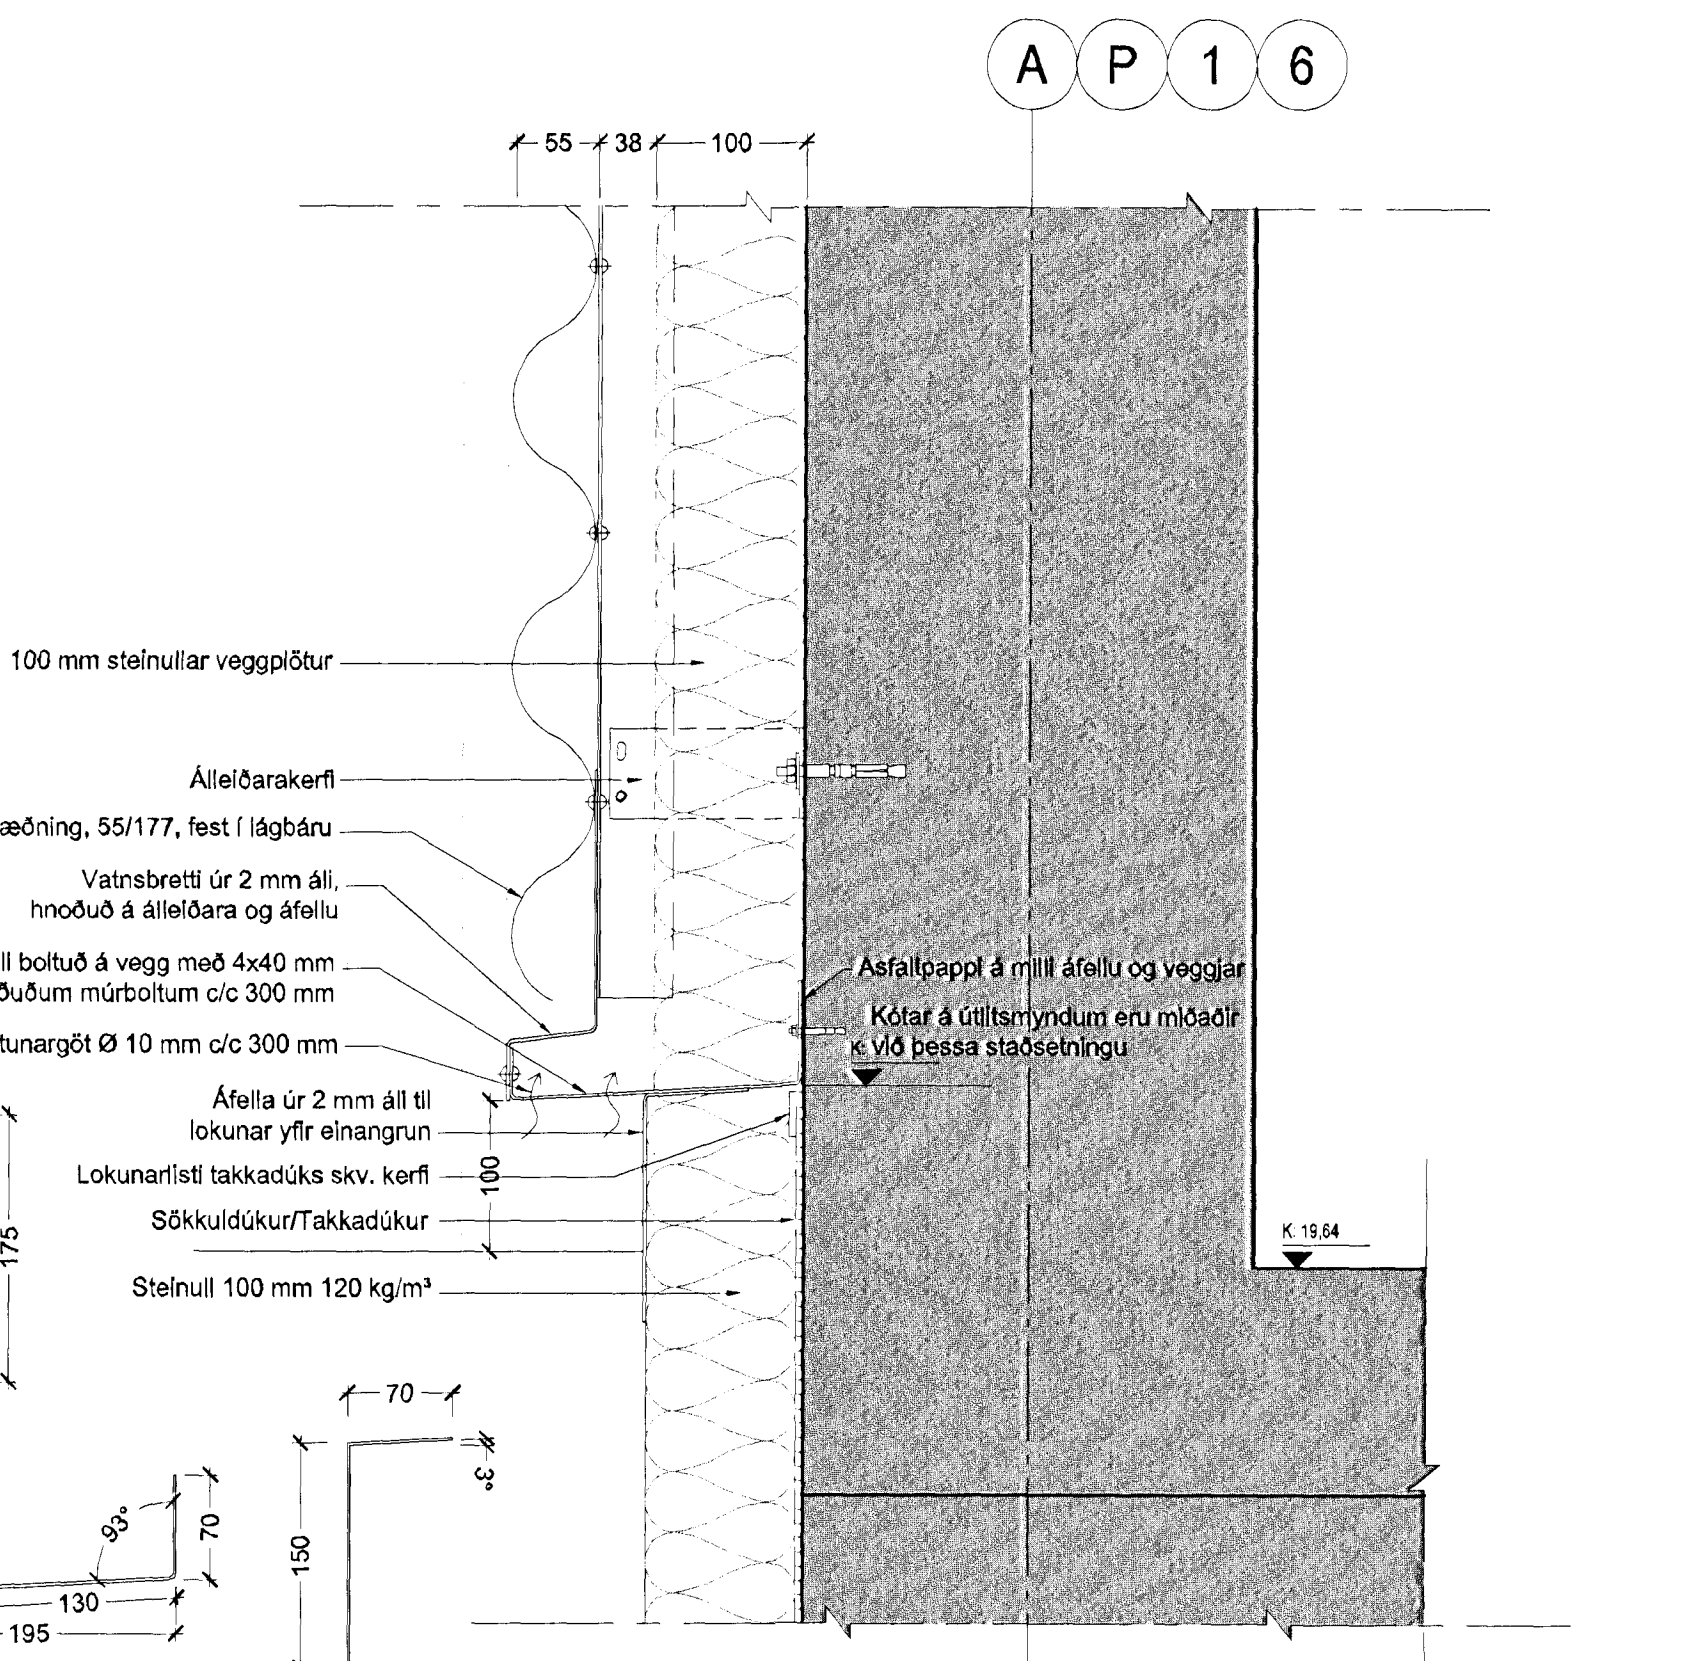 A P 1 6
55 38 100
100 mm steinullar veggplötur
Álleiðarakerfi
æðning, 55/177, fest í lágbáru
Vatnsbretti úr 2 mm áli,
hnoðuð á álleiðara og áfellu
li boltuð á vegg með 4x40 mm
ðuðum múrboltum c/c 300 mm
tunargöt Ø 10 mm c/c 300 mm
Áfella úr 2 mm áli til
lokunar yfir einangrun
Lokunarlisti takkadúks skv. kerfi
Sökkuldúkur/Takkadúkur
Steinull 100 mm 120 kg/m³
Asfaltpappi á milli áfellu og veggjar
Kótar á útlitsmyndum eru miðaðir
K: við þessa staðsetningu
K: 19,64
100
175
70
3°
150
93°
70
130
195